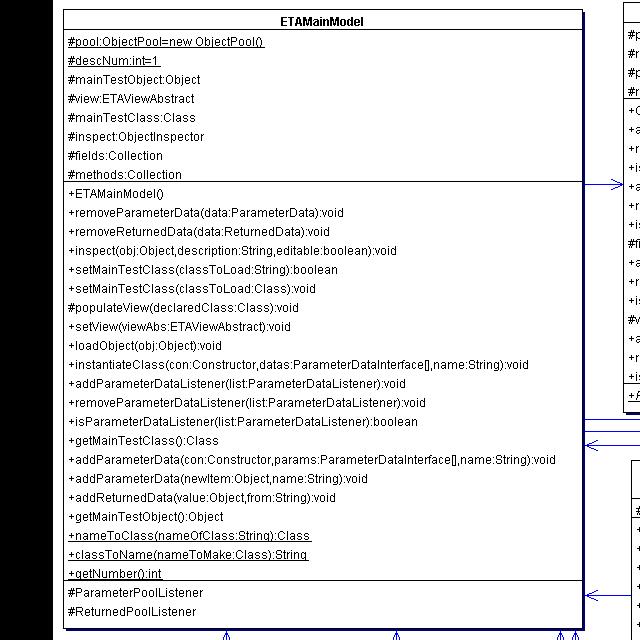 ETAMainModel
#pool:ObjectPool=new ObjectPool()
#descNum:int=1
#mainTestObject:Object
#view:ETAViewAbstract
#mainTestClass:Class
#inspect:ObjectInspector
#fields:Collection
#methods:Collection
+ETAMainModel()
+removeParameterData(data:ParameterData):void
+removeReturnedData(data:ReturnedData):void
+inspect(obj:Object,description:String,editable:boolean):void
+setMainTestClass(classToLoad:String):boolean
+setMainTestClass(classToLoad:Class):void
#populateView(declaredClass:Class):void
+setView(viewAbs:ETAViewAbstract):void
+loadObject(obj:Object):void
+instantiateClass(con:Constructor,datas:ParameterDataInterface[],name:String):void
+addParameterDataListener(list:ParameterDataListener):void
+removeParameterDataListener(list:ParameterDataListener):void
+isParameterDataListener(list:ParameterDataListener):boolean
+getMainTestClass():Class
+addParameterData(con:Constructor,params:ParameterDataInterface[],name:String):void
+addParameterData(newItem:Object,name:String):void
+addReturnedData(value:Object,from:String):void
+getMainTestObject():Object
+nameToClass(nameOfClass:String):Class
+classToName(nameToMake:Class):String
+getNumber():int
#ParameterPoolListener
#ReturnedPoolListener